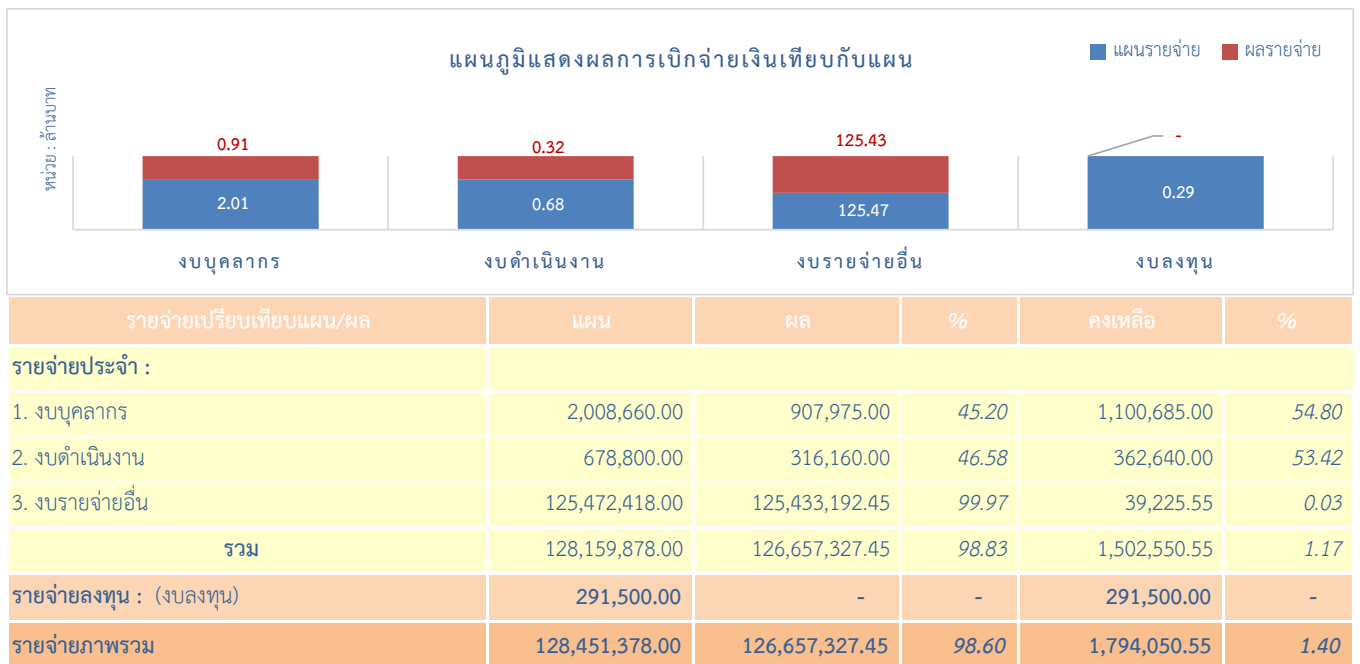 แผนภูมิแสดงผลการเบิกจ่ายเงินเทียบกับแผน
แผนรายจ่าย ผลรายจ่าย
หน่วย : ล้านบาท
0.91 0.32 125.43 -
2.01 0.68 125.47 0.29
งบบุคลากร งบดำเนินงาน งบรายจ่ายอื่น งบลงทุน
รายจ่ายเปรียบเทียบแผน/ผล แผน ผล % คงเหลือ %
รายจ่ายประจำ :
1. งบบุคลากร 2,008,660.00 907,975.00 45.20 1,100,685.00 54.80
2. งบดำเนินงาน 678,800.00 316,160.00 46.58 362,640.00 53.42
3. งบรายจ่ายอื่น 125,472,418.00 125,433,192.45 99.97 39,225.55 0.03
รวม 128,159,878.00 126,657,327.45 98.83 1,502,550.55 1.17
รายจ่ายลงทุน : (งบลงทุน) 291,500.00 - - 291,500.00 -
รายจ่ายภาพรวม 128,451,378.00 126,657,327.45 98.60 1,794,050.55 1.40